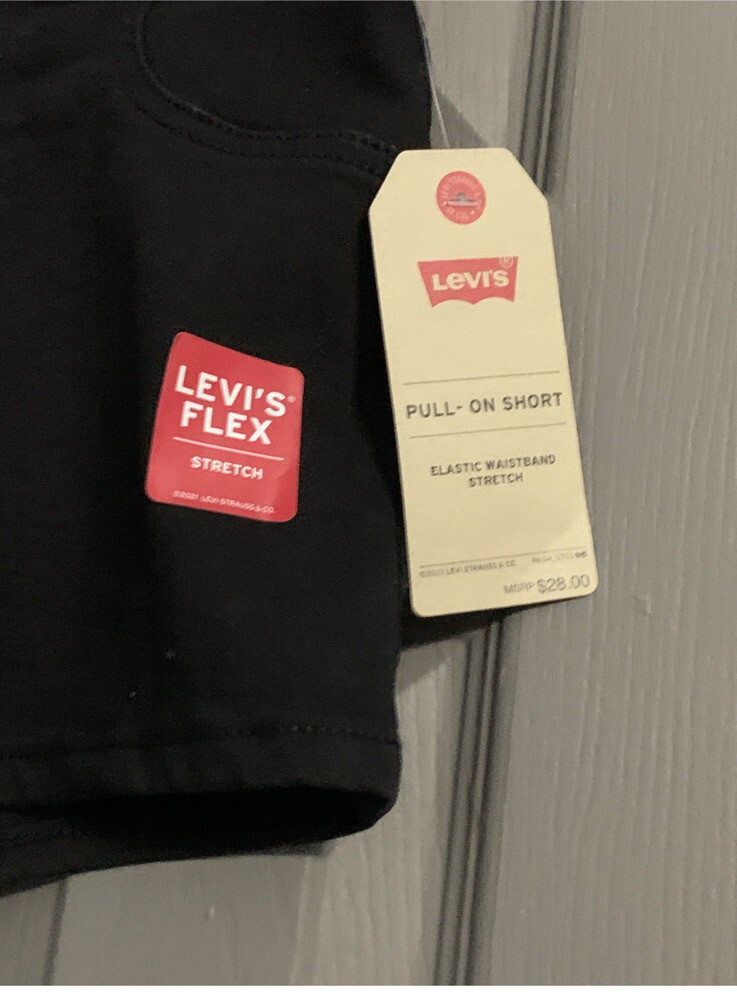 LEVI'S®
FLEX
STRETCH
©2021 LEVI STRAUSS & CO.
Levi's®
PULL- ON SHORT
ELASTIC WAISTBAND
STRETCH
LEVI STRAUSS & CO.
MSRP $28.00